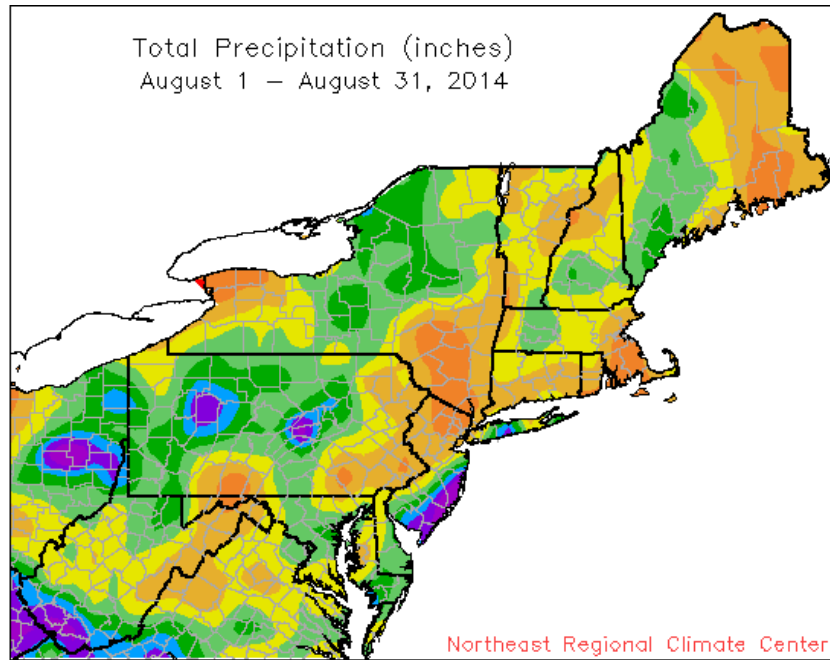 Total Precipitation (inches)
August 1 – August 31, 2014
Northeast Regional Climate Center